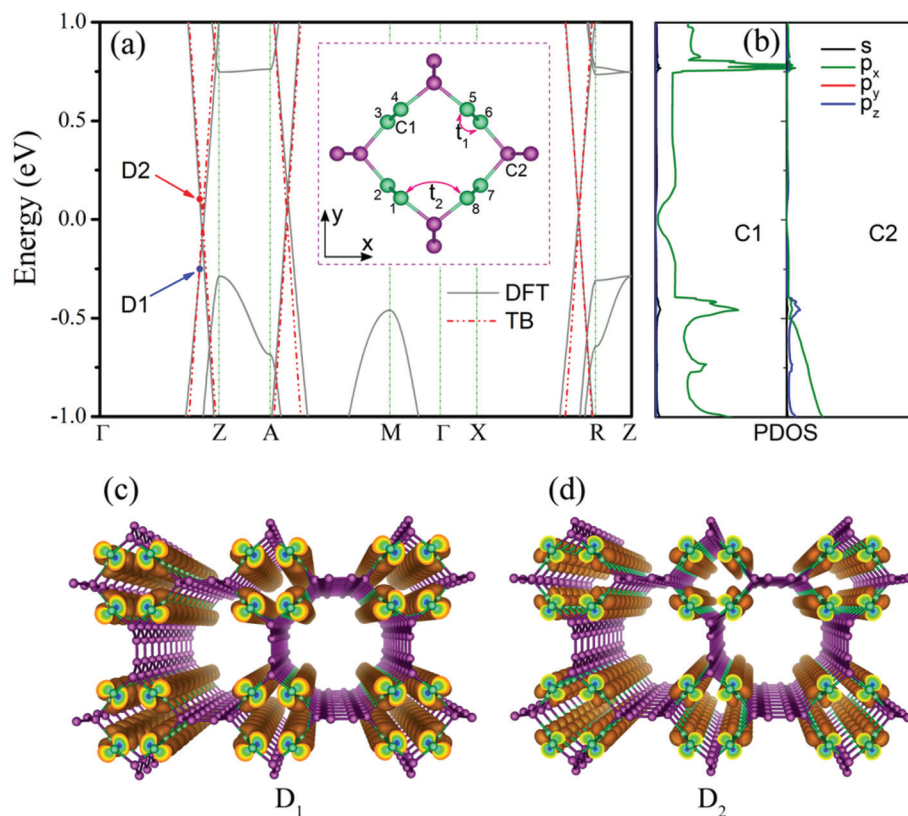 (a)
(b)
Energy (eV)
1.0
0.5
0.0
-0.5
-1.0
D2
D1
3
4
C1
5
6
t1
C2
2
1
t2
7
8
y
x
DFT
TB
Γ
Z
A
M
Γ
X
R
Z
s
px
py
pz
C1
C2
PDOS
(c)
(d)
D1
D2